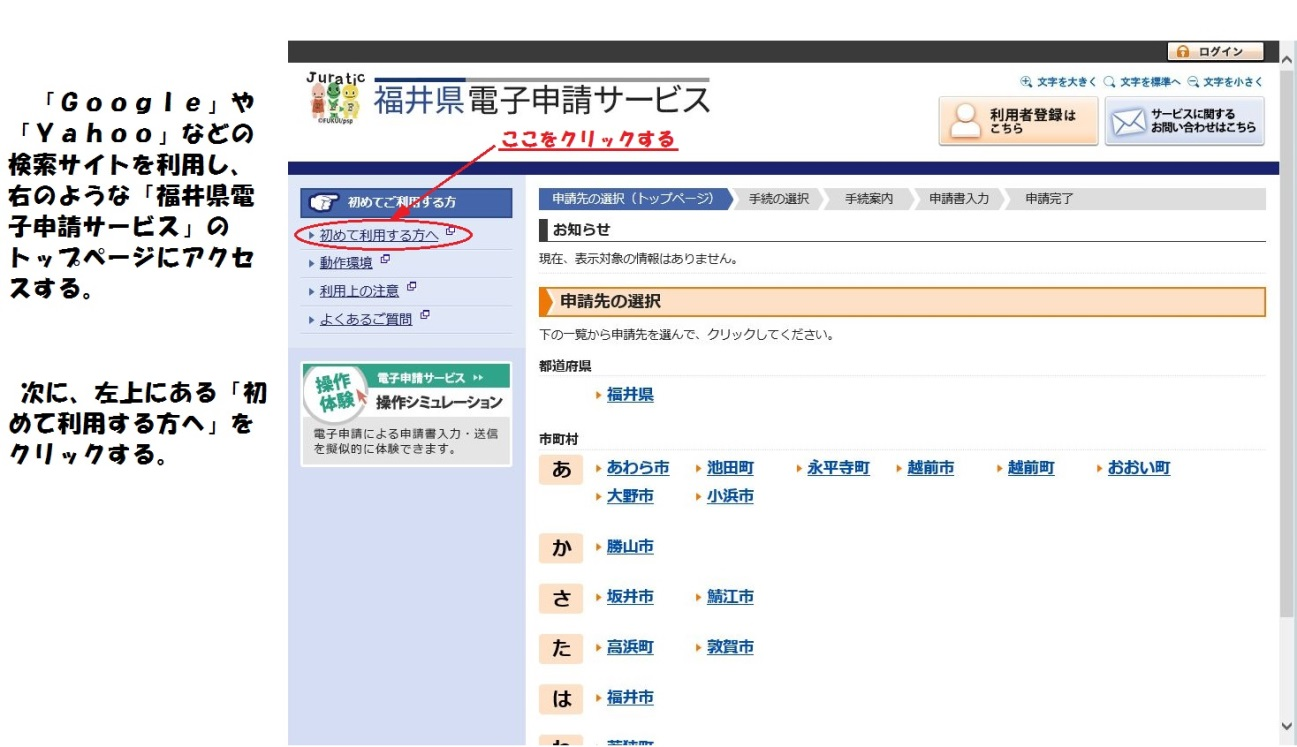 「Ｇｏｏｇｌｅ」や
「Ｙａｈｏｏ」などの
検索サイトを利用し、
右のような「福井県電
子申請サービス」の
トップページにアクセ
スする。
次に、左上にある「初
めて利用する方へ」を
クリックする。
ログイン
Juratic
©FUKUI/psp
福井県電子申請サービス
文字を大きく 文字を標準へ 文字を小さく
利用者登録は
こちら
サービスに関する
お問い合わせはこちら
ここをクリックする
初めてご利用する方
初めて利用する方へ
動作環境
利用上の注意
よくあるご質問
操作
体験
電子申請サービス
操作シミュレーション
電子申請による申請書入力・送信
を擬似的に体験できます。
申請先の選択（トップページ） 手続の選択 手続案内 申請書入力 申請完了
お知らせ
現在、表示対象の情報はありません。
申請先の選択
下の一覧から申請先を選んで、クリックしてください。
都道府県
福井県
市町村
あ あわら市 池田町 永平寺町 越前市 越前町 おおい町
大野市 小浜市
か 勝山市
さ 坂井市 鯖江市
た 高浜町 敦賀市
は 福井市